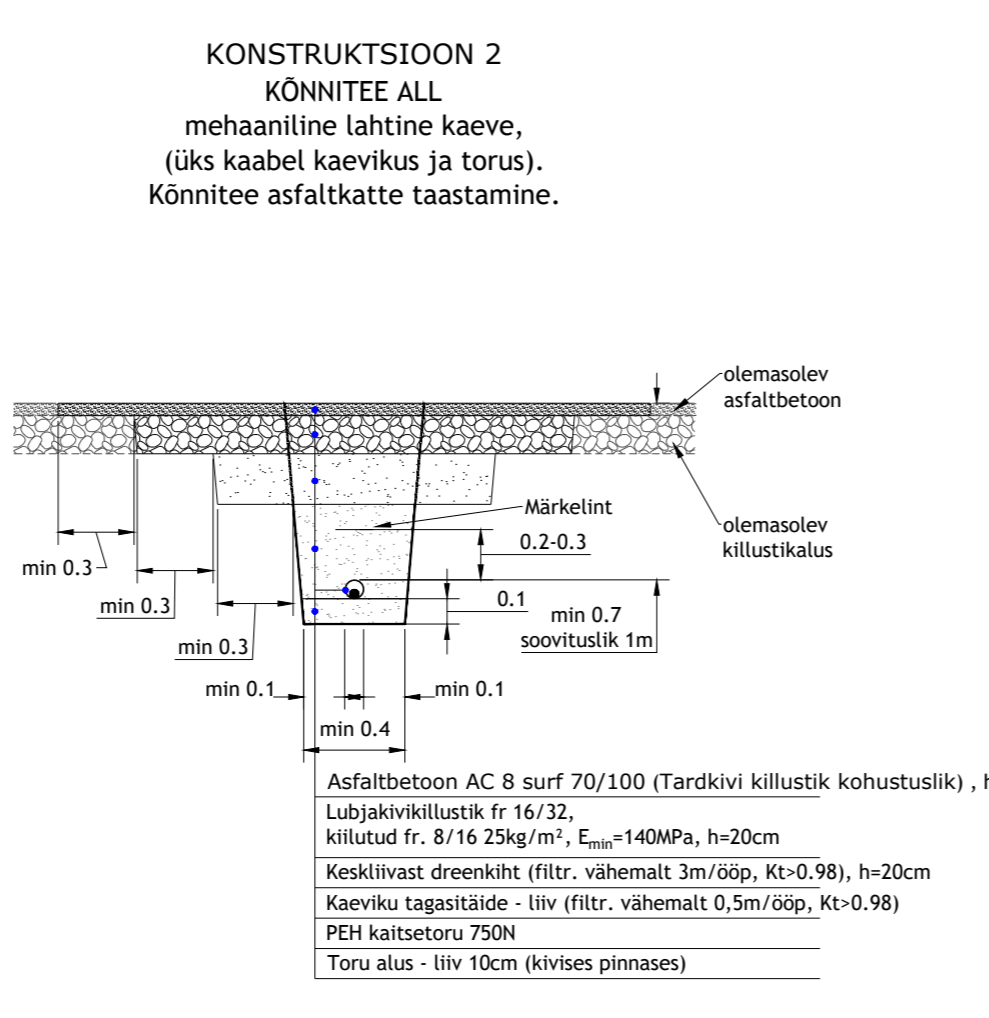 KONSTRUKTSIOON 2
KÕNNITEE ALL
mehaaniline lahtine kaeve,
(üks kaabel kaevikus ja torus).
Kõnnitee asfaltkatte taastamine.
olemasolev
asfaltbetoon
Märkelint
olemasolev
killustikalus
0.2-0.3
min 0.3
min 0.3
0.1
min 0.7
soovituslik 1m
min 0.3
min 0.1
min 0.1
min 0.4
Asfaltbetoon AC 8 surf 70/100 (Tardkivi killustik kohustuslik) , h
Lubjakivikillustik fr 16/32,
kiilutud fr. 8/16 25kg/m², Emin=140MPa, h=20cm
Keskliivast dreenkiht (filtr. vähemalt 3m/ööp, Kt>0.98), h=20cm
Kaeviku tagasitäide - liiv (filtr. vähemalt 0,5m/ööp, Kt>0.98)
PEH kaitsetoru 750N
Toru alus - liiv 10cm (kivises pinnases)